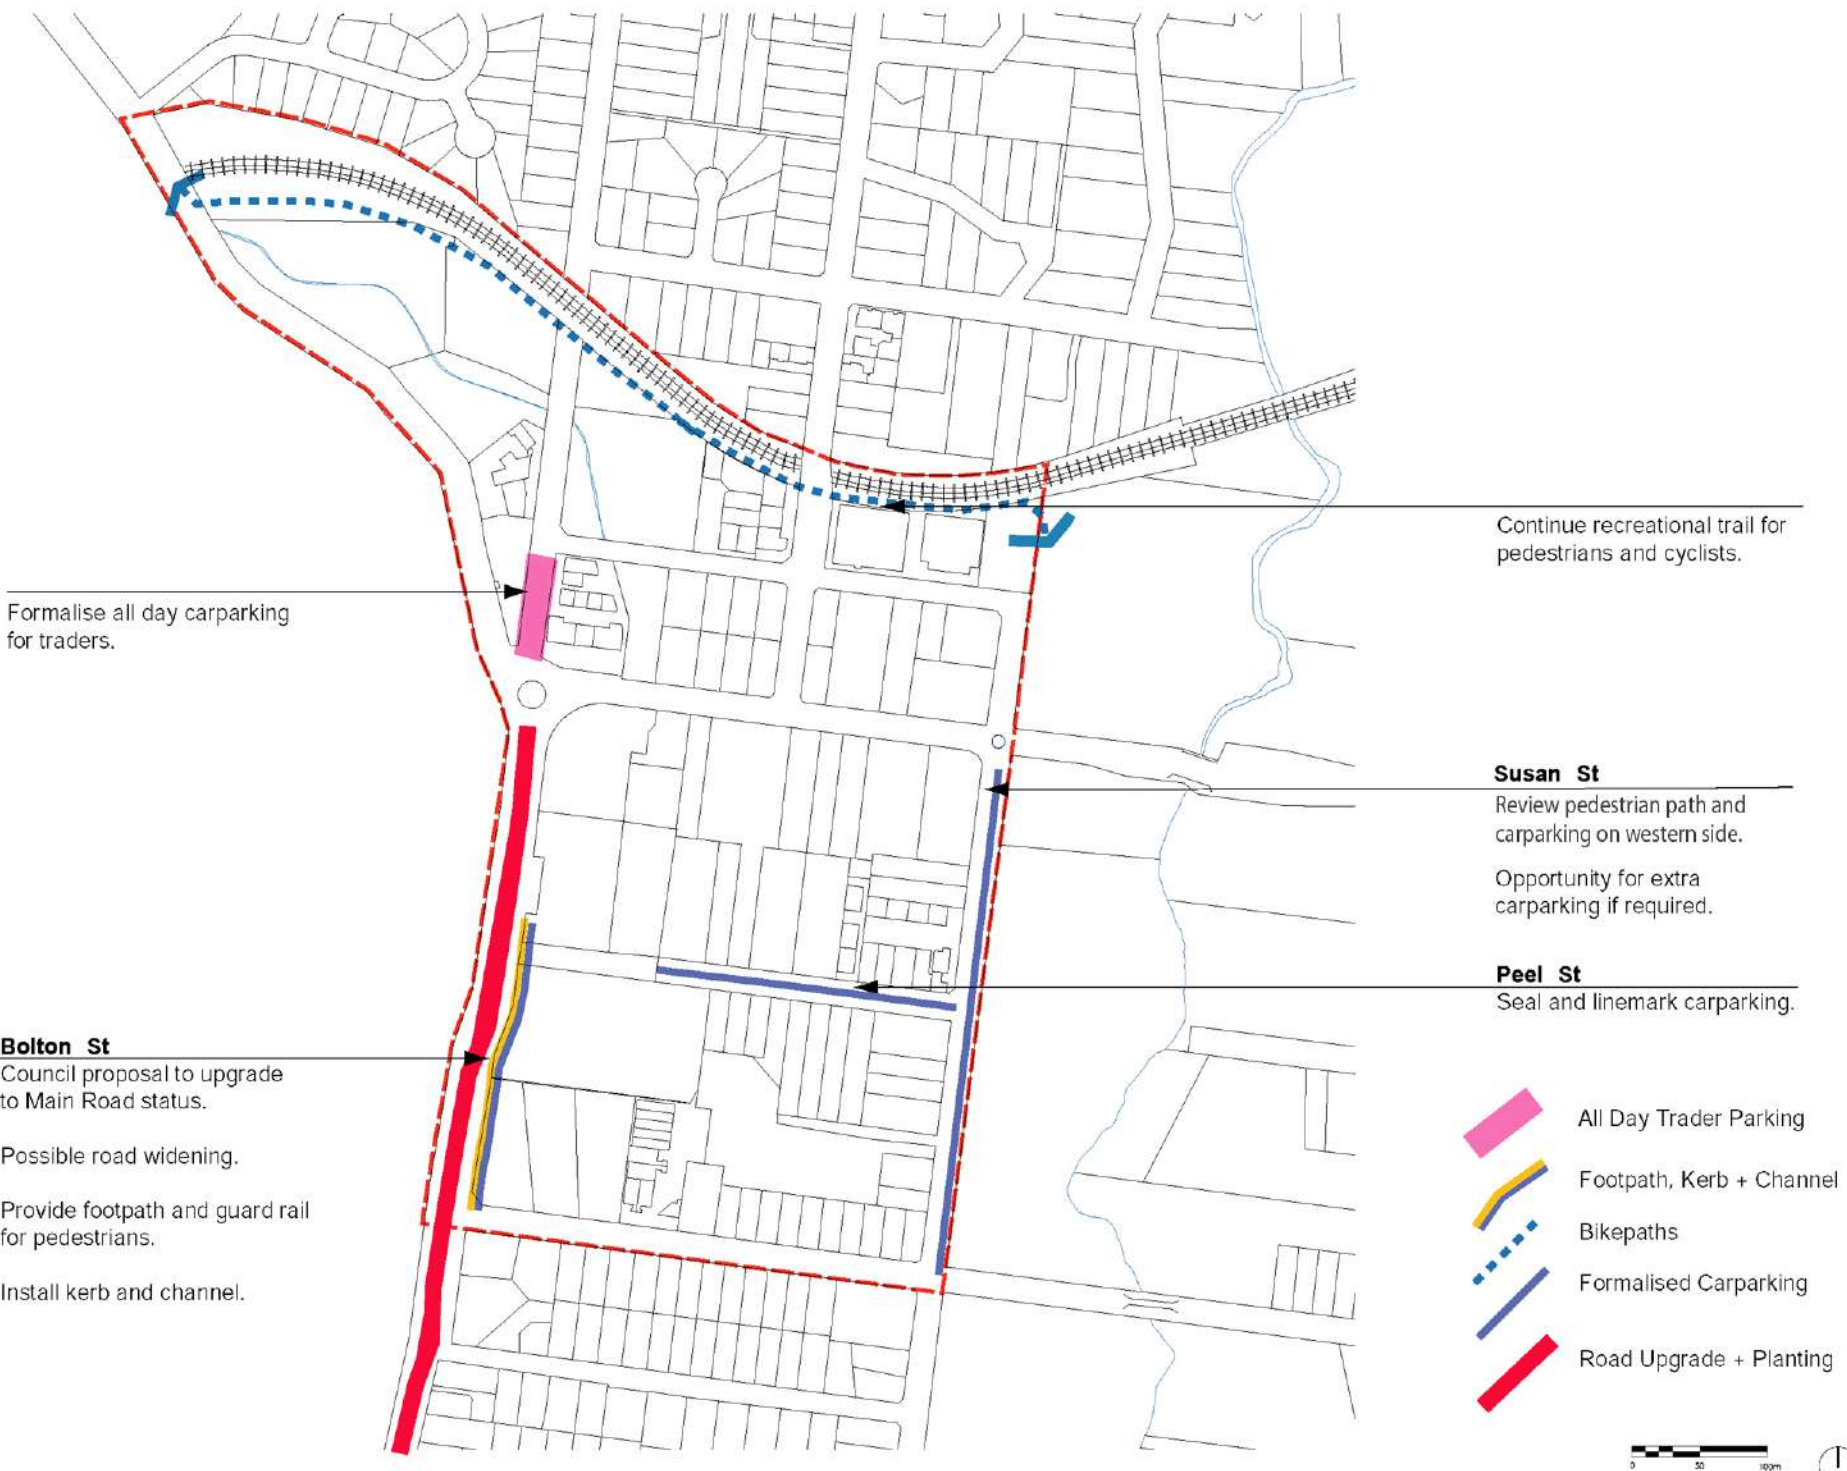 Continue recreational trail for
pedestrians and cyclists.
Formalise all day carparking
for traders.
Susan St
Review pedestrian path and
carparking on western side.
Opportunity for extra
carparking if required.
Peel St
Seal and linemark carparking.
Bolton St
Council proposal to upgrade
to Main Road status.
Possible road widening.
Provide footpath and guard rail
for pedestrians.
Install kerb and channel.
All Day Trader Parking
Footpath, Kerb + Channel
Bikepaths
Formalised Carparking
Road Upgrade + Planting
0 50 100m